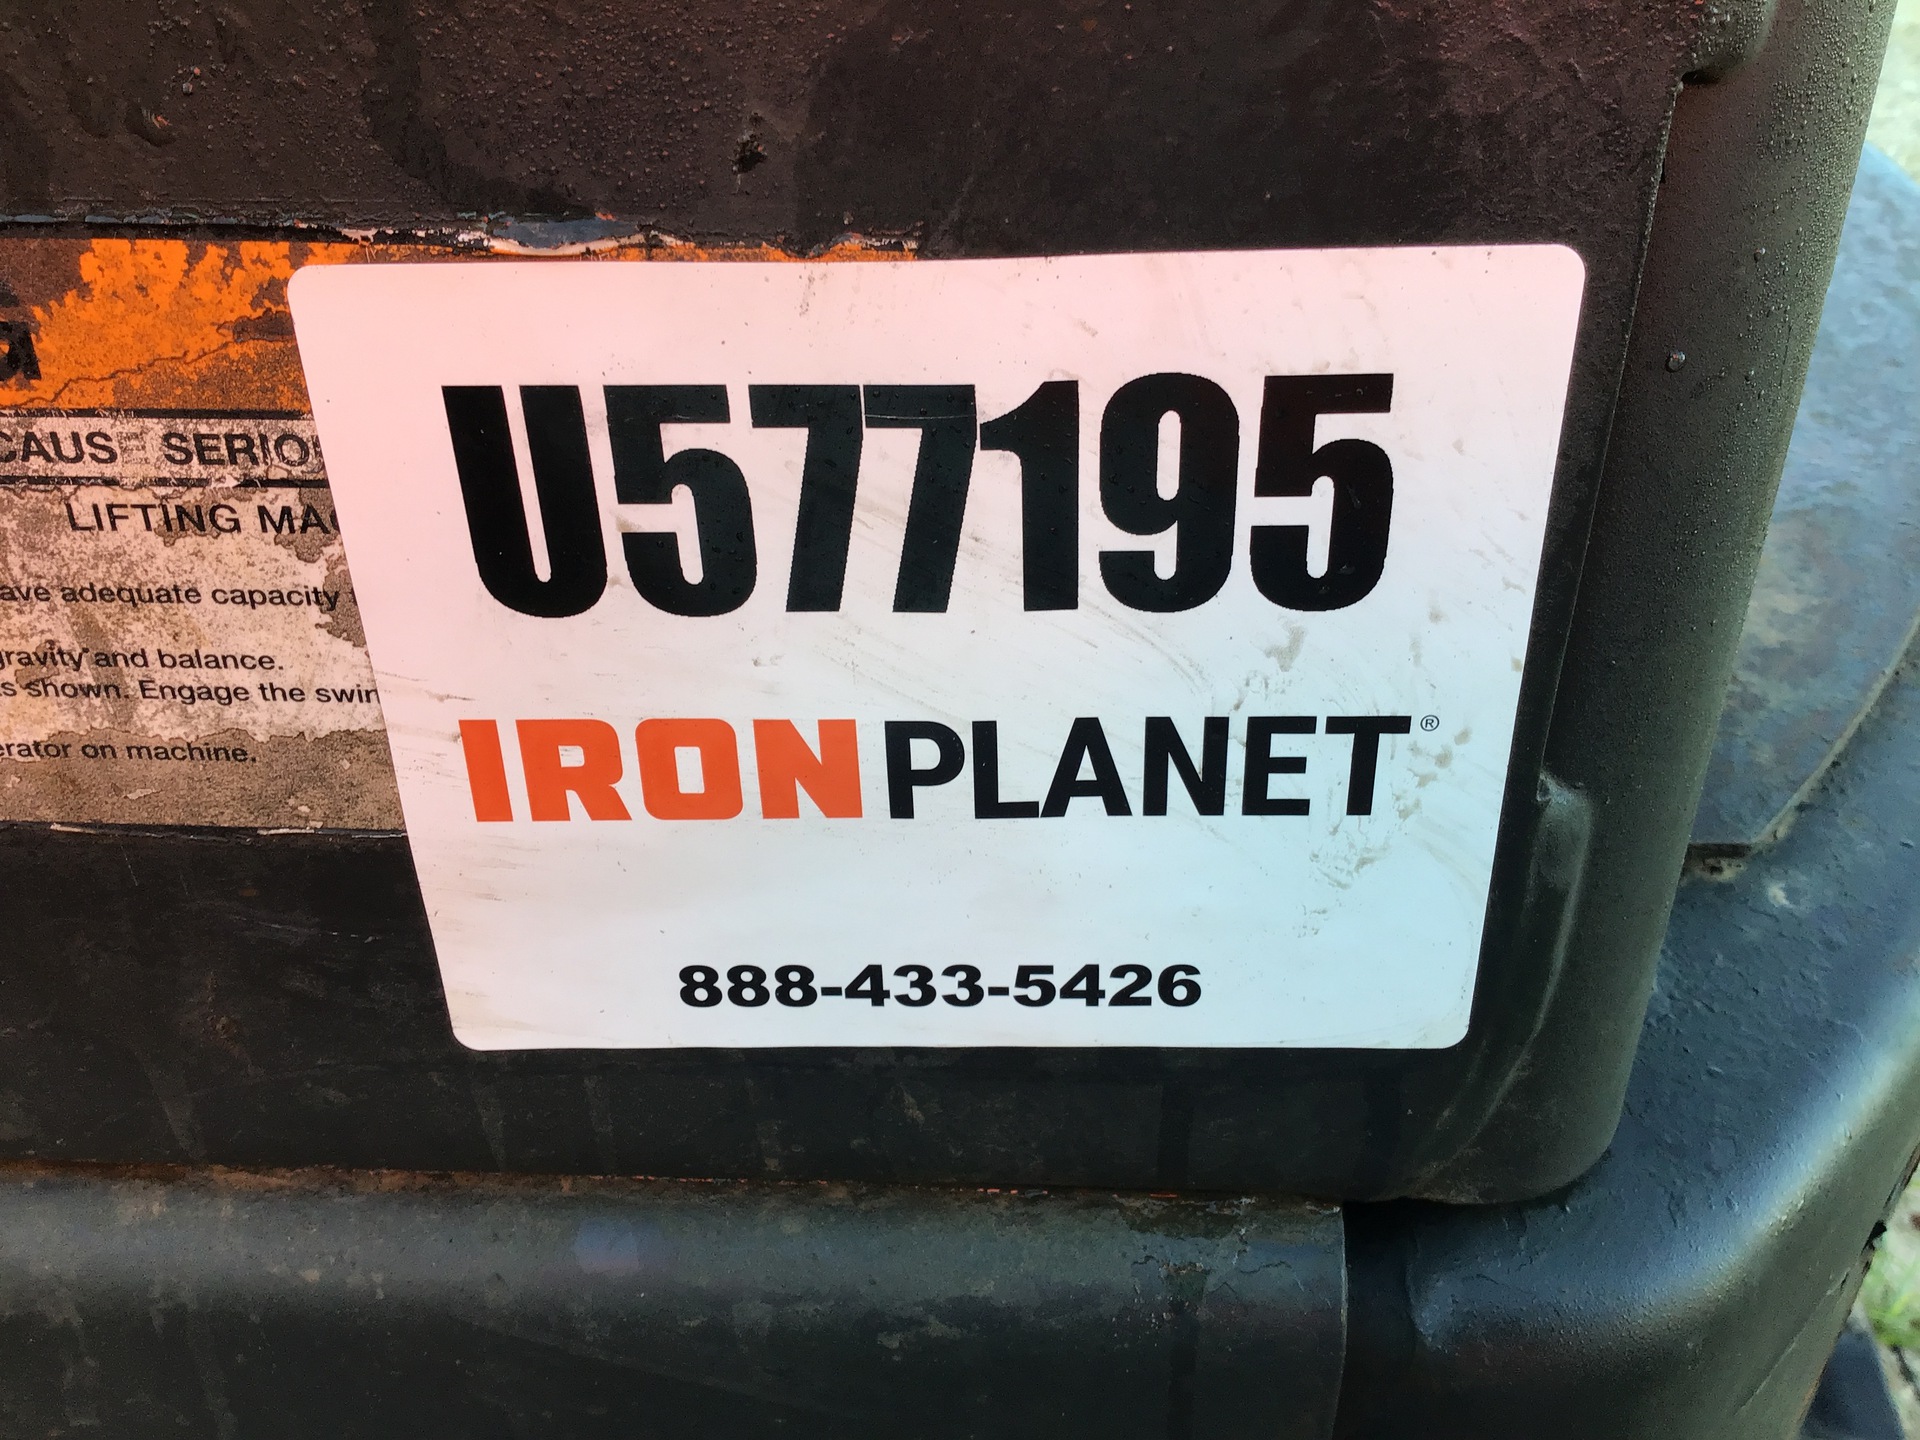 CAUSE SERIO
LIFTING MA
ave adequate capacity
gravity and balance.
s shown. Engage the swin
erator on machine.
U577195
IRONPLANET®
888-433-5426